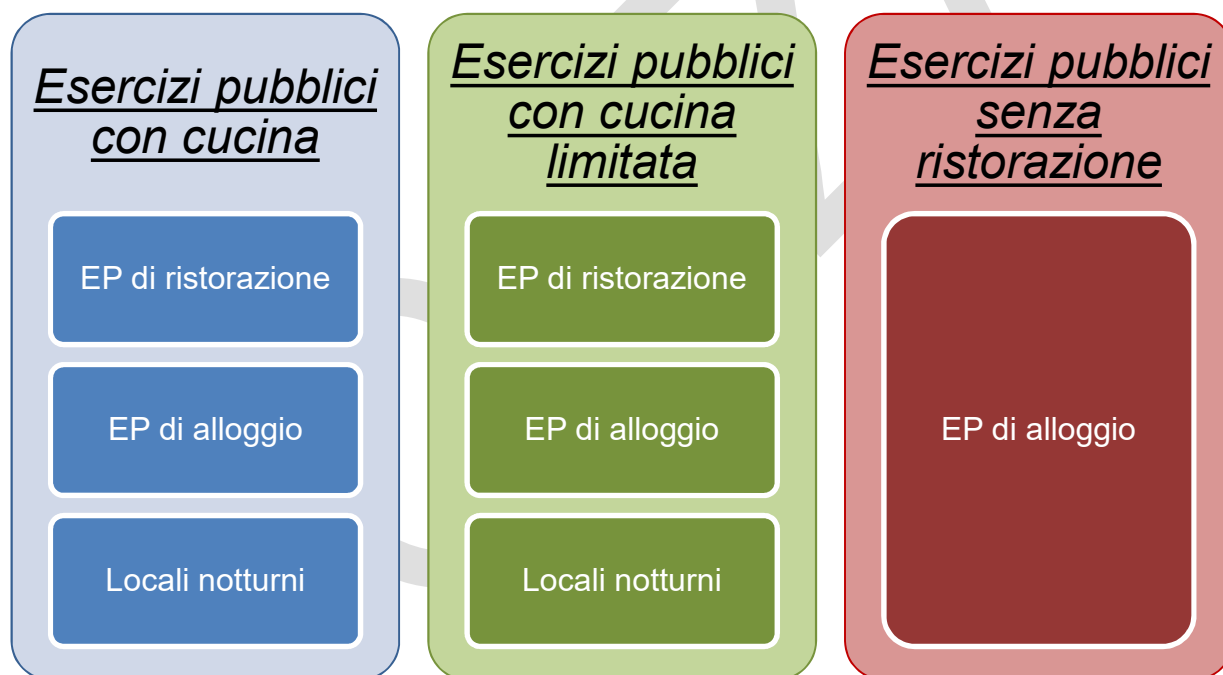 Esercizi pubblici
con cucina
EP di ristorazione
EP di alloggio
Locali notturni
Esercizi pubblici
con cucina
limitata
EP di ristorazione
EP di alloggio
Locali notturni
Esercizi pubblici
senza
ristorazione
EP di alloggio